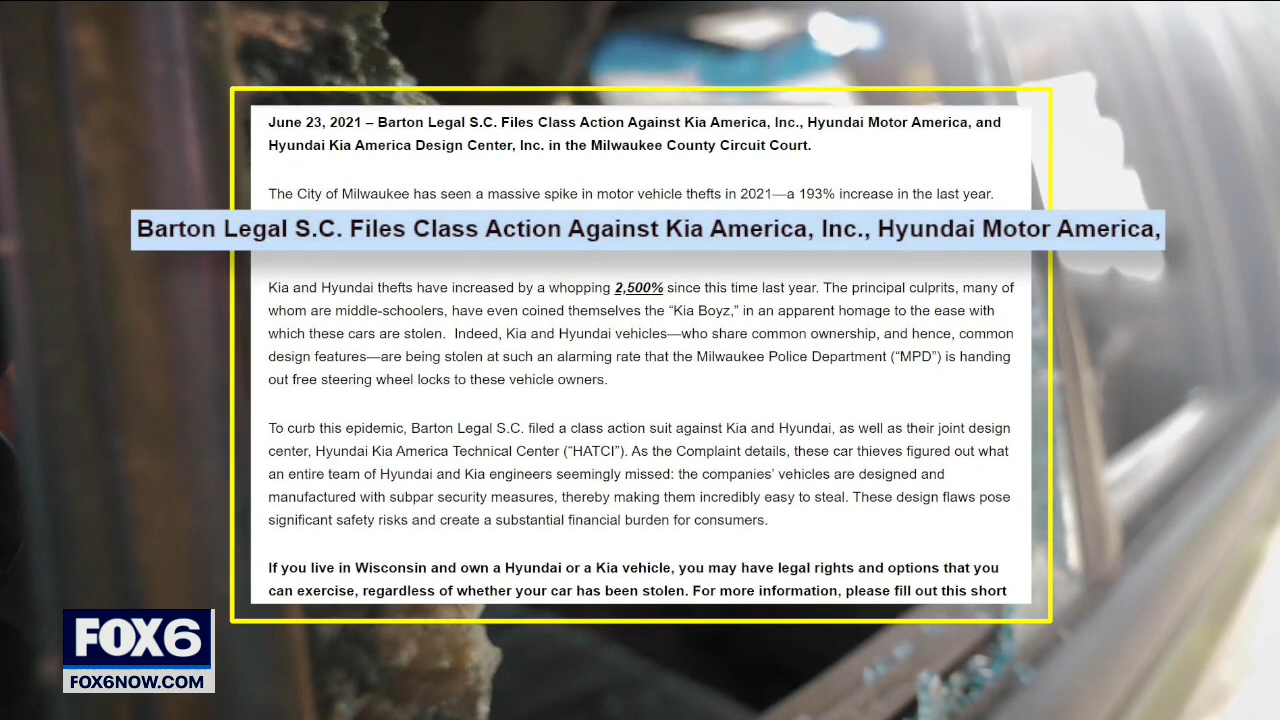 June 23, 2021 – Barton Legal S.C. Files Class Action Against Kia America, Inc., Hyundai Motor America, and
Hyundai Kia America Design Center, Inc. in the Milwaukee County Circuit Court.
The City of Milwaukee has seen a massive spike in motor vehicle thefts in 2021—a 193% increase in the last year.
Barton Legal S.C. Files Class Action Against Kia America, Inc., Hyundai Motor America,
Kia and Hyundai thefts have increased by a whopping 2,500% since this time last year. The principal culprits, many of
whom are middle-schoolers, have even coined themselves the “Kia Boyz,” in an apparent homage to the ease with
which these cars are stolen. Indeed, Kia and Hyundai vehicles—who share common ownership, and hence, common
design features—are being stolen at such an alarming rate that the Milwaukee Police Department (“MPD”) is handing
out free steering wheel locks to these vehicle owners.
To curb this epidemic, Barton Legal S.C. filed a class action suit against Kia and Hyundai, as well as their joint design
center, Hyundai Kia America Technical Center (“HATCI”). As the Complaint details, these car thieves figured out what
an entire team of Hyundai and Kia engineers seemingly missed: the companies’ vehicles are designed and
manufactured with subpar security measures, thereby making them incredibly easy to steal. These design flaws pose
significant safety risks and create a substantial financial burden for consumers.
If you live in Wisconsin and own a Hyundai or a Kia vehicle, you may have legal rights and options that you
can exercise, regardless of whether your car has been stolen. For more information, please fill out this short
FOX6
FOX6NOW.COM